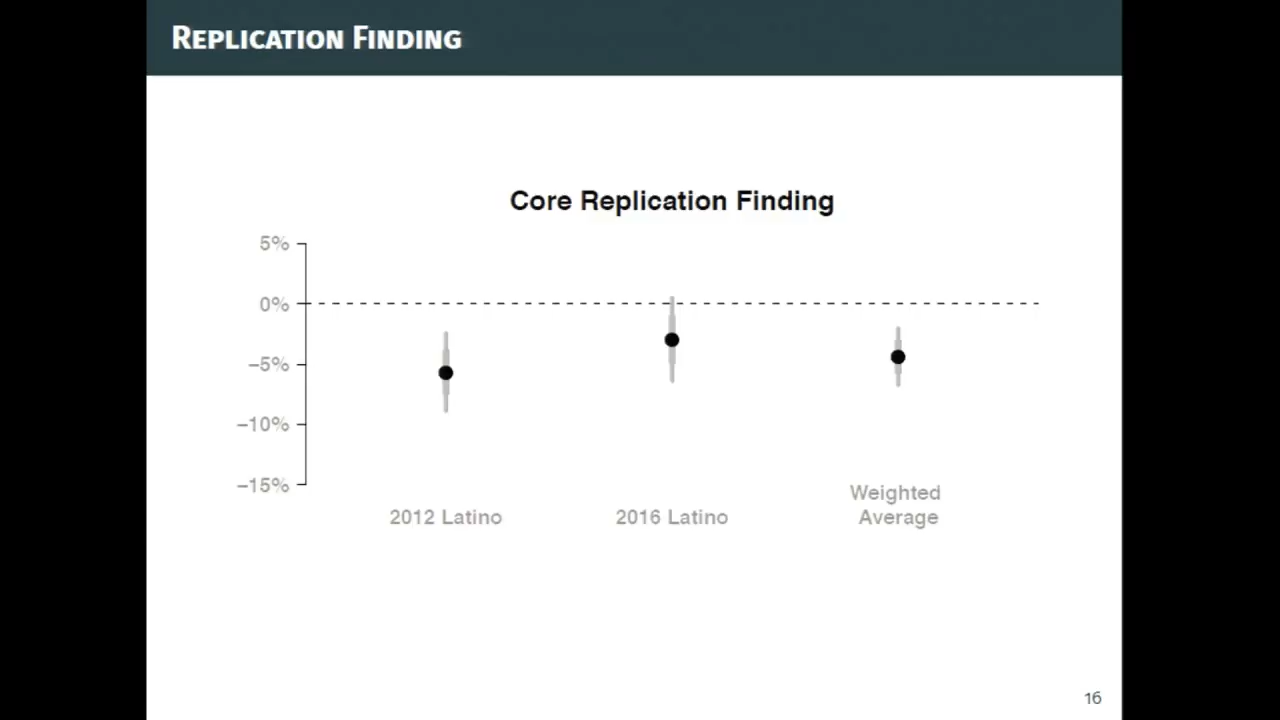 REPLICATION FINDING
Core Replication Finding
5%
0%
−5%
−10%
−15%
2012 Latino
2016 Latino
Weighted
Average
16